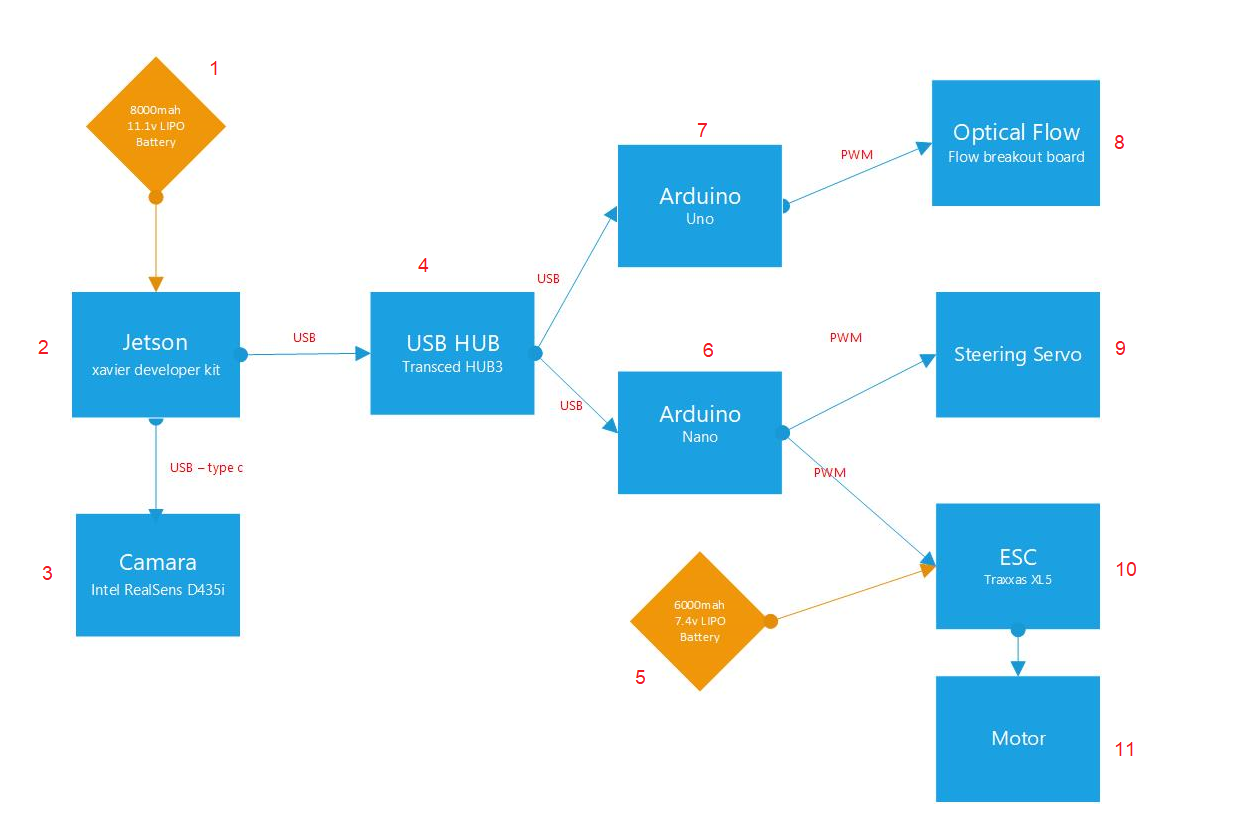 1
8000mah
11.1v LIPO
Battery
2
Jetson
xavier developer kit
USB
USB – type c
3
Camara
Intel RealSens D435i
4
USB HUB
Transced HUB3
USB
USB
7
Arduino
Uno
PWM
Optical Flow
Flow breakout board
8
6
Arduino
Nano
PWM
PWM
Steering Servo
9
5
6000mah
7.4v LIPO
Battery
ESC
Traxxas XL5
10
Motor
11